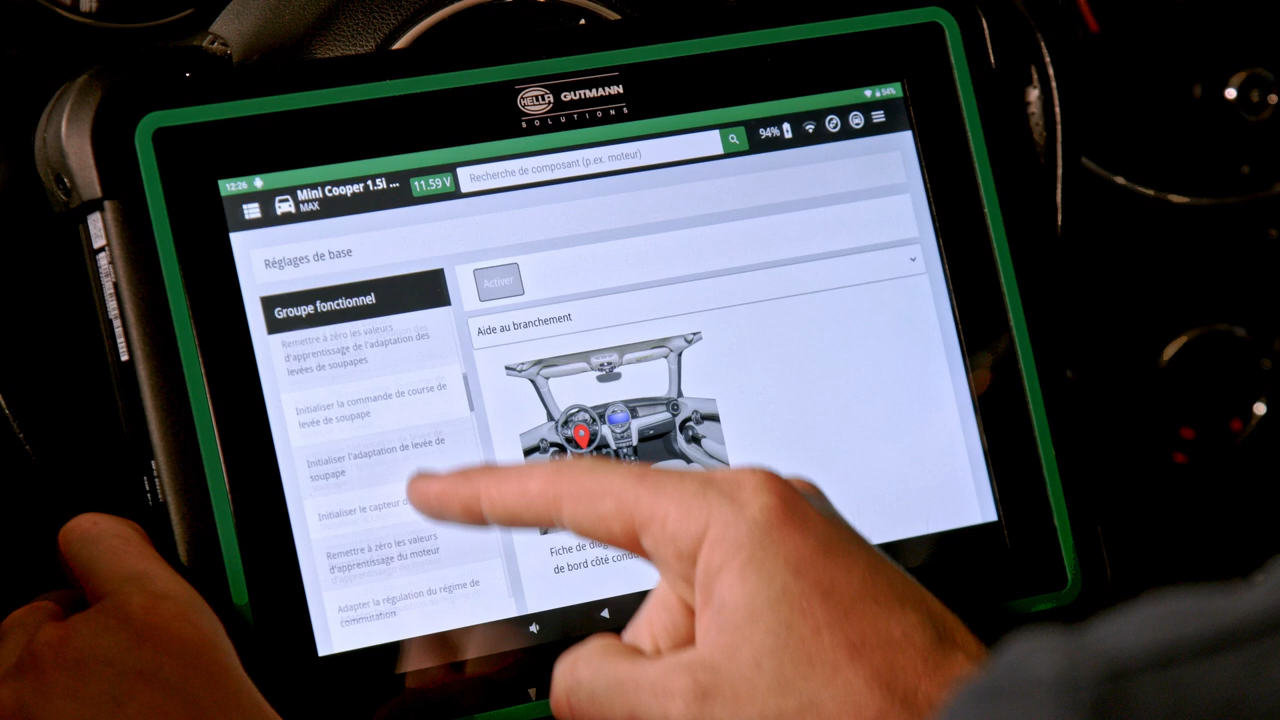 HELLA GUTMANN
SOLUTIONS
12:26
54%
Mini Cooper 1.5i ...
MAX
11.59 V
Recherche de composant (p.ex. moteur)
94%
Réglages de base
Groupe fonctionnel
Remettre à zéro les valeurs
d'apprentissage de l'adaptation des
levées de soupapes
Initialiser la commande de course de
levée de soupape
Initialiser l'adaptation de levée de
soupape
Initialiser le capteur
Remettre à zéro les valeurs
d'apprentissage du moteur
Adapter la régulation du régime de
commutation
Activer
Aide au branchement
Fiche de
de bord côté